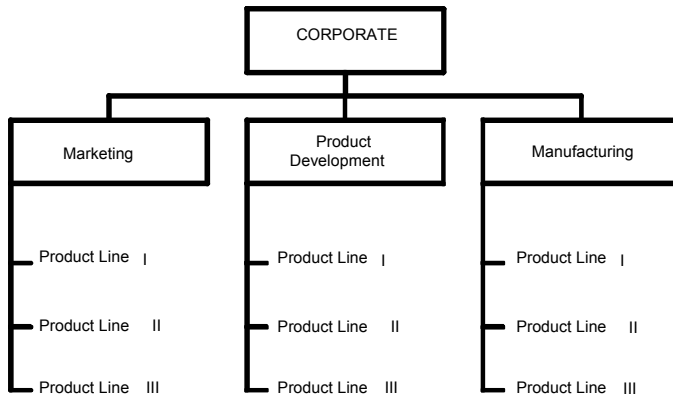 CORPORATE
Marketing
Product
Development
Manufacturing
Product Line I
Product Line II
Product Line III
Product Line I
Product Line II
Product Line III
Product Line I
Product Line II
Product Line III